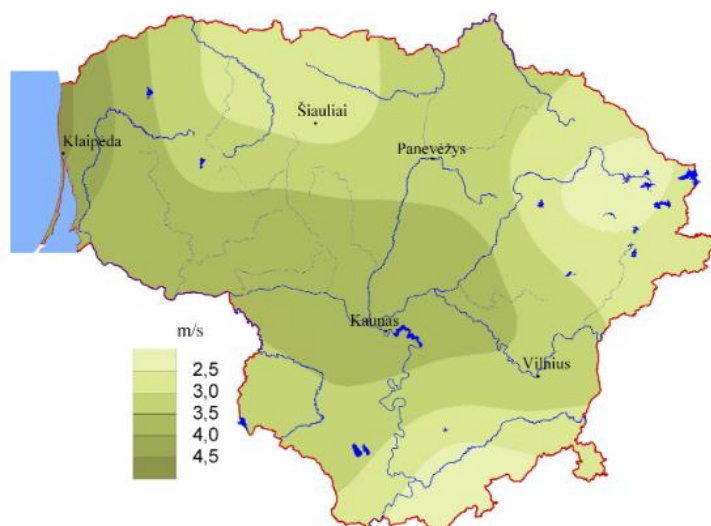 Šiauliai
Klaipėda
Panevėžys
Kaunas
Vilnius
m/s
2,5
3,0
3,5
4,0
4,5